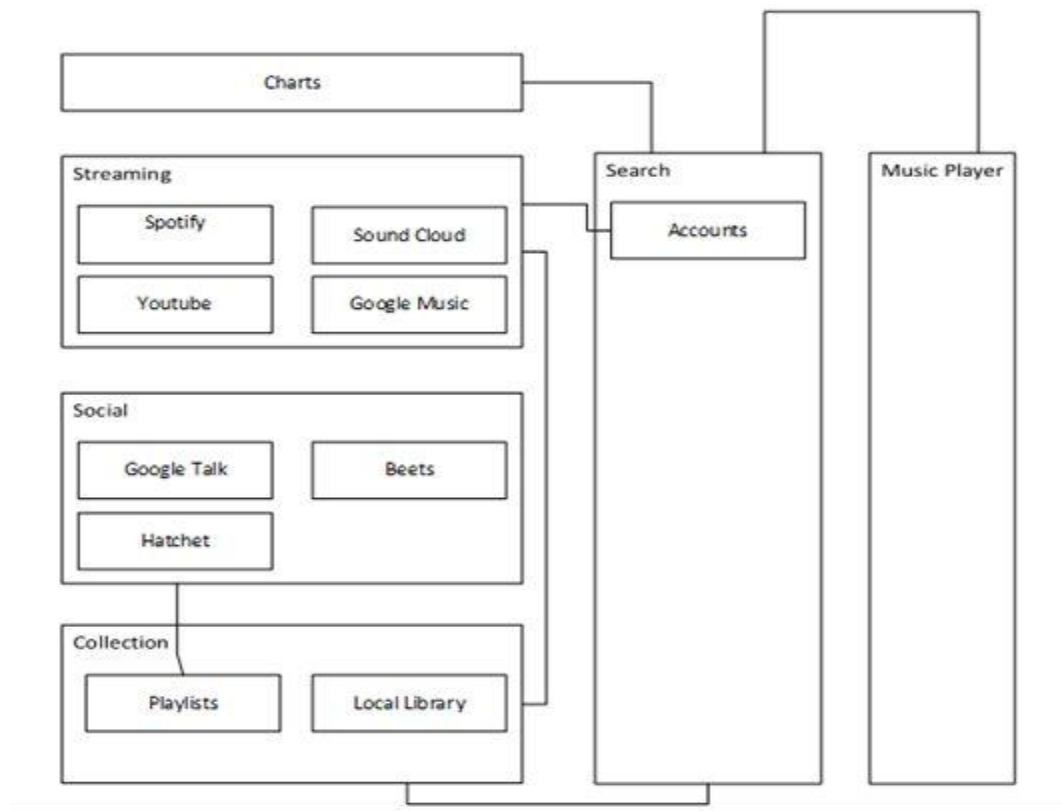 Charts
Streaming
Spotify
Sound Cloud
Youtube
Google Music
Social
Google Talk
Beets
Hatchet
Collection
Playlists
Local Library
Search
Accounts
Music Player